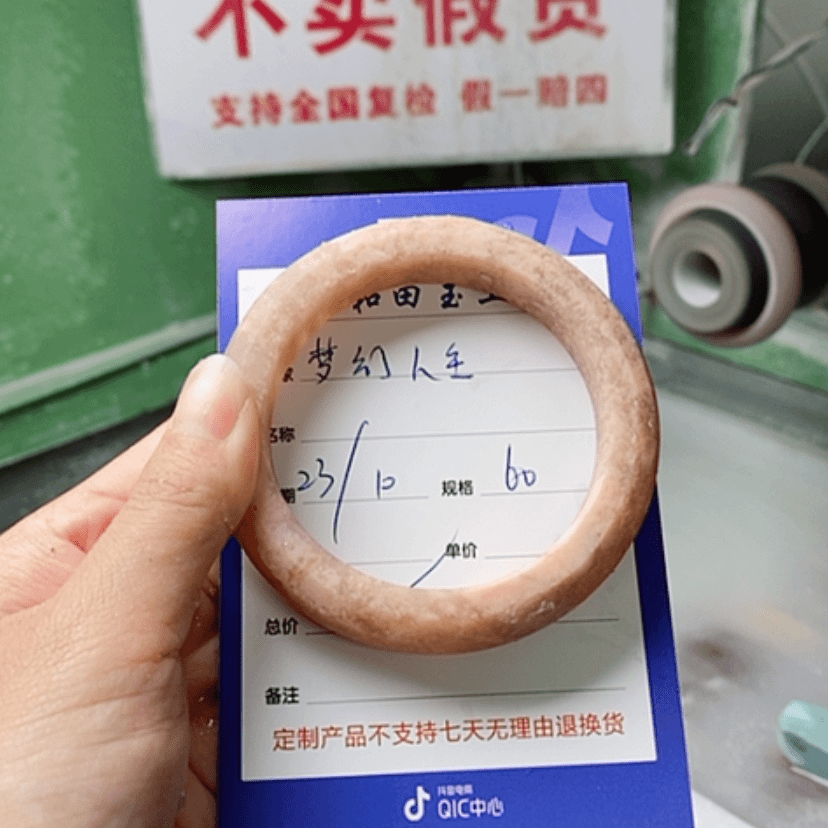 不卖假货
支持全国复检 假一赔四
和田玉
梦幻人生
名称
期 23/10 规格 60
单价
总价
备注
定制产品不支持七天无理由退换货
抖音电商
QIC中心